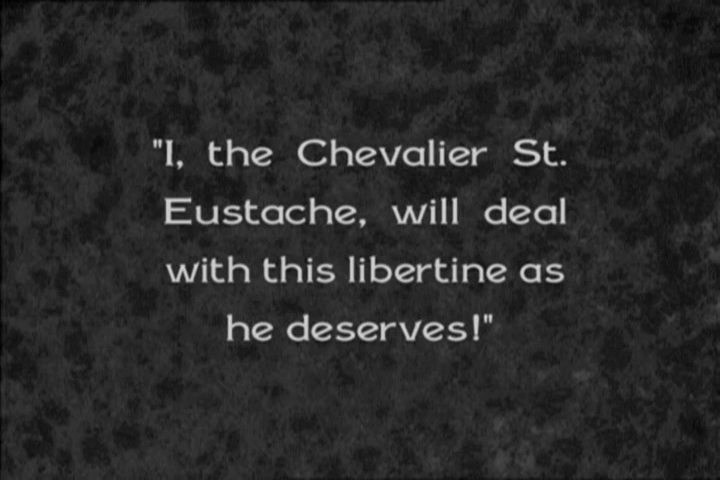 "I, the Chevalier St.
Eustache, will deal
with this libertine as
he deserves!"